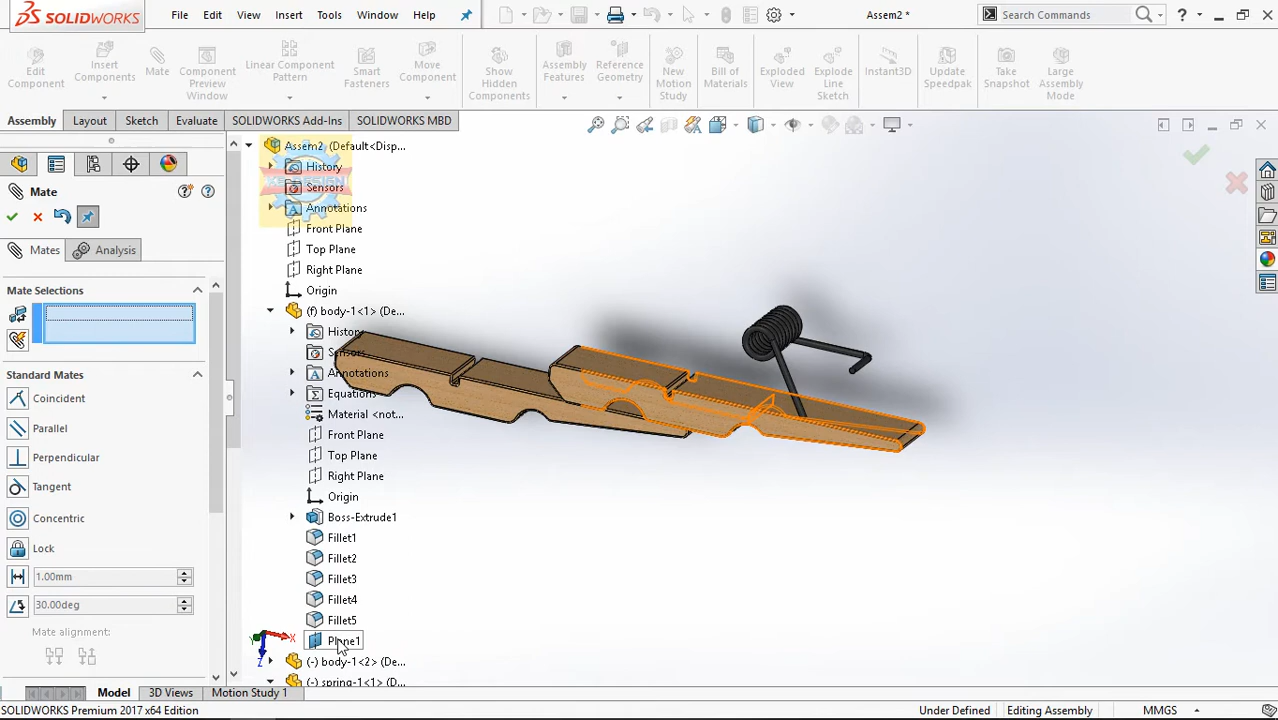 SOLIDWORKS
File Edit View Insert Tools Window Help
Assem2 *
Search Commands
Edit Component
Insert Components
Mate
Component Preview Window
Linear Component Pattern
Smart Fasteners
Move Component
Show Hidden Components
Assembly Features
Reference Geometry
New Motion Study
Bill of Materials
Exploded View
Explode Line Sketch
Instant3D
Update Speedpak
Take Snapshot
Large Assembly Mode
Assembly Layout Sketch Evaluate SOLIDWORKS Add-Ins SOLIDWORKS MBD
Mate
Mates Analysis
Mate Selections
Standard Mates
Coincident
Parallel
Perpendicular
Tangent
Concentric
Lock
1.00mm
30.00deg
Mate alignment:
Assem2 (Default<Disp...
History
Sensors
Annotations
Front Plane
Top Plane
Right Plane
Origin
(f) body-1<1> (De...
History
Sensors
Annotations
Equations
Material <not...
Front Plane
Top Plane
Right Plane
Origin
Boss-Extrude1
Fillet1
Fillet2
Fillet3
Fillet4
Fillet5
Plane1
(-) body-1<2> (De...
(-) spring-1<1> (D...
X
Y
Z
Model 3D Views Motion Study 1
SOLIDWORKS Premium 2017 x64 Edition
Under Defined
Editing Assembly
MMGS